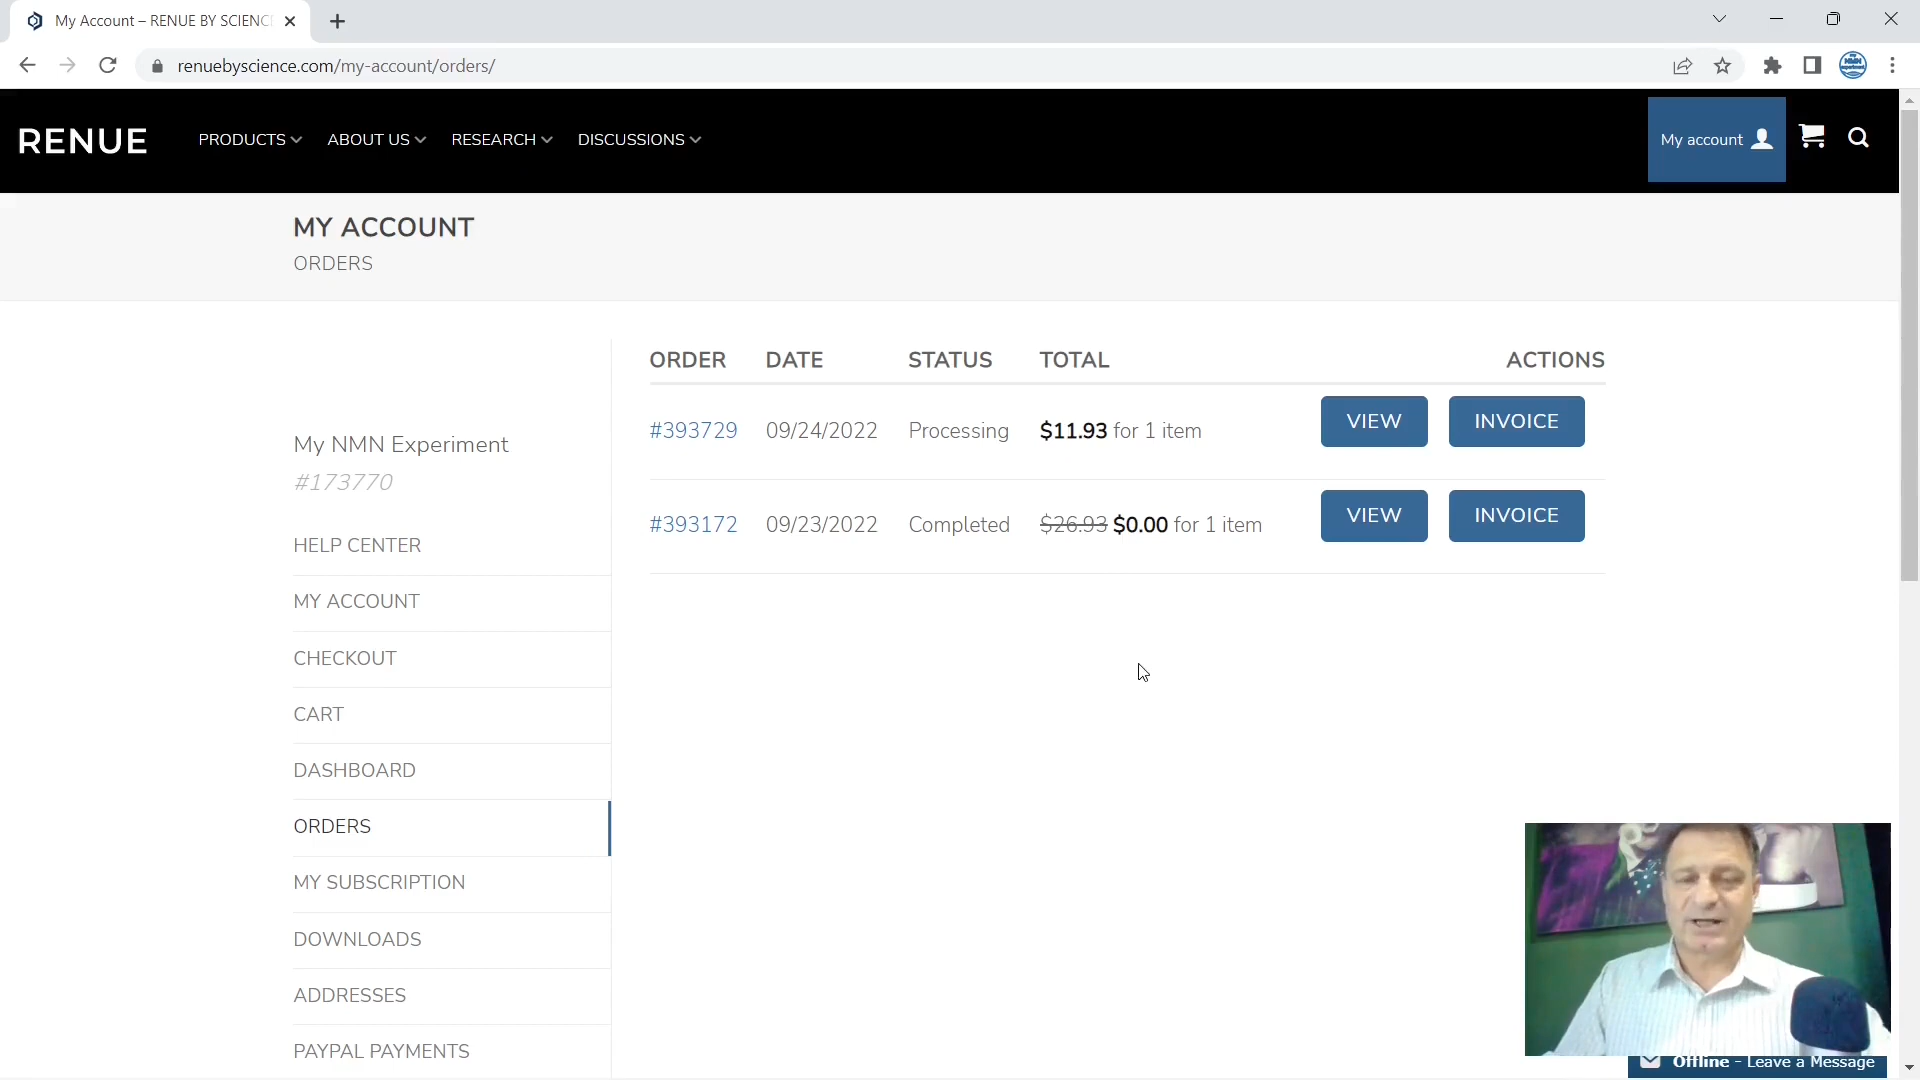 My Account – RENUE BY SCIENC
renuebyscience.com/my-account/orders/
NMN
RENUE
PRODUCTS
ABOUT US
RESEARCH
DISCUSSIONS
My account
MY ACCOUNT
ORDERS
ORDER DATE STATUS TOTAL ACTIONS
#393729 09/24/2022 Processing $11.93 for 1 item VIEW INVOICE
#393172 09/23/2022 Completed $26.93 $0.00 for 1 item VIEW INVOICE
My NMN Experiment
#173770
HELP CENTER
MY ACCOUNT
CHECKOUT
CART
DASHBOARD
ORDERS
MY SUBSCRIPTION
DOWNLOADS
ADDRESSES
PAYPAL PAYMENTS
Offline - Leave a Message